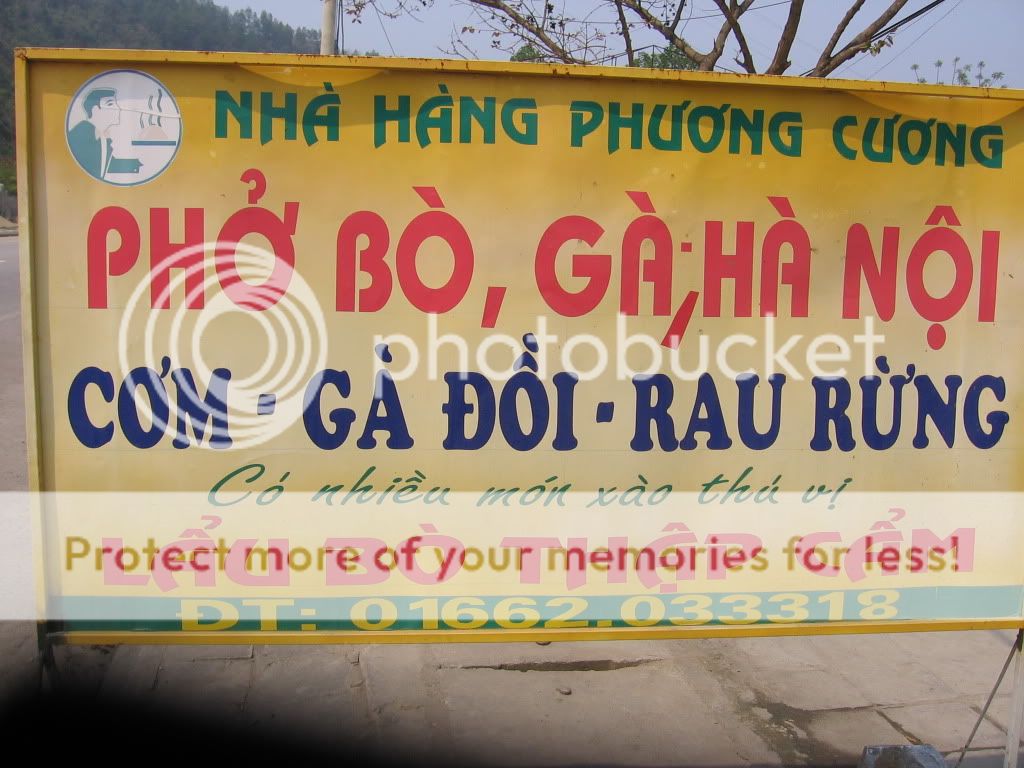 NHÀ HÀNG PHƯƠNG CƯƠNG
PHỞ BÒ, GÀ, HÀ NỘI
CƠM - GÀ ĐỒI - RAU RỪNG
Có nhiều món xào thú vị
LẨU BÒ THẬP CẨM
ĐT: 01662.033318
photobucket
Protect more of your memories for less!